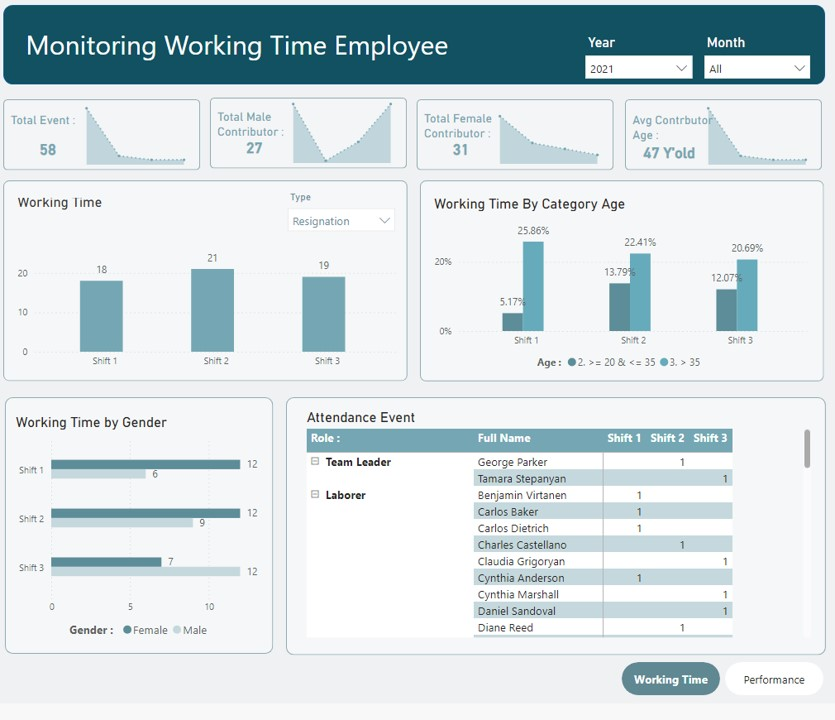 Monitoring Working Time Employee
Year
Month
2021
All
Total Event :
58
Total Male
Contributor :
27
Total Female
Contributor :
31
Avg Contrbutor
Age :
47 Y'old
Working Time
Type
Resignation
20
10
0
18
21
19
Shift 1
Shift 2
Shift 3
Working Time By Category Age
20%
0%
5.17%
25.86%
13.79%
22.41%
12.07%
20.69%
Shift 1
Shift 2
Shift 3
Age : 2. >= 20 & <= 35 3. > 35
Working Time by Gender
Shift 1
12
6
Shift 2
12
9
Shift 3
7
12
0 5 10
Gender : Female Male
Attendance Event
Role : Full Name Shift 1 Shift 2 Shift 3
Team Leader George Parker 1
Tamara Stepanyan 1
Laborer Benjamin Virtanen 1
Carlos Baker 1
Carlos Dietrich 1
Charles Castellano 1
Claudia Grigoryan 1
Cynthia Anderson 1
Cynthia Marshall 1
Daniel Sandoval 1
Diane Reed 1
Working Time
Performance